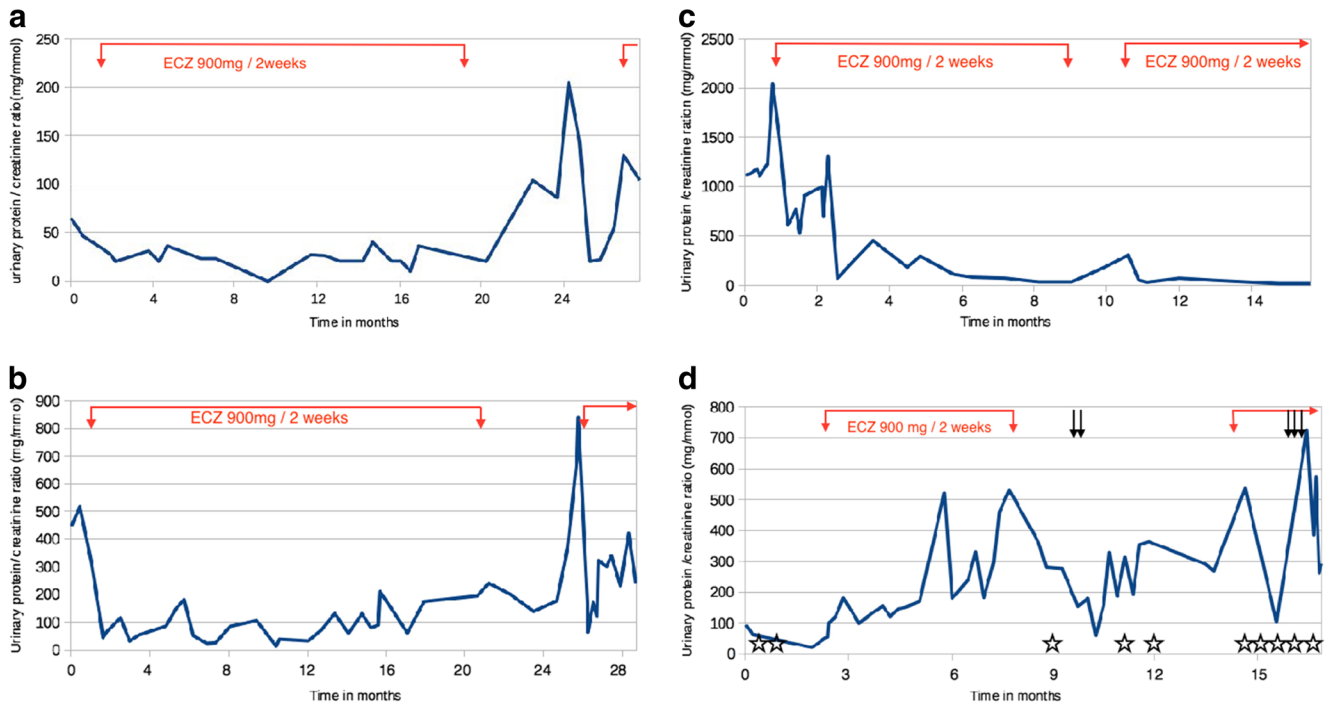 a
urinary protein / creatinine ratio (mg/mmol)
250
200
150
100
50
0
ECZ 900mg / 2weeks
0 4 8 12 16 20 24
Time in months
c
Urinary protein /creatinine ration (mg/mmol)
2500
2000
1500
1000
500
0
ECZ 900mg / 2 weeks ECZ 900mg / 2 weeks
0 2 4 6 8 10 12 14
Time in months
b
Urinary protein/ creatinine ratio (mg/mmo)
900
800
700
600
500
400
300
200
100
0
ECZ 900mg / 2 weeks
0 4 8 12 16 20 24 28
Time in months
d
Urinary protein /creatinine ratio (mg/mmol)
800
700
600
500
400
300
200
100
0
ECZ 900 mg / 2 weeks
0 3 6 9 12 15
Time in months